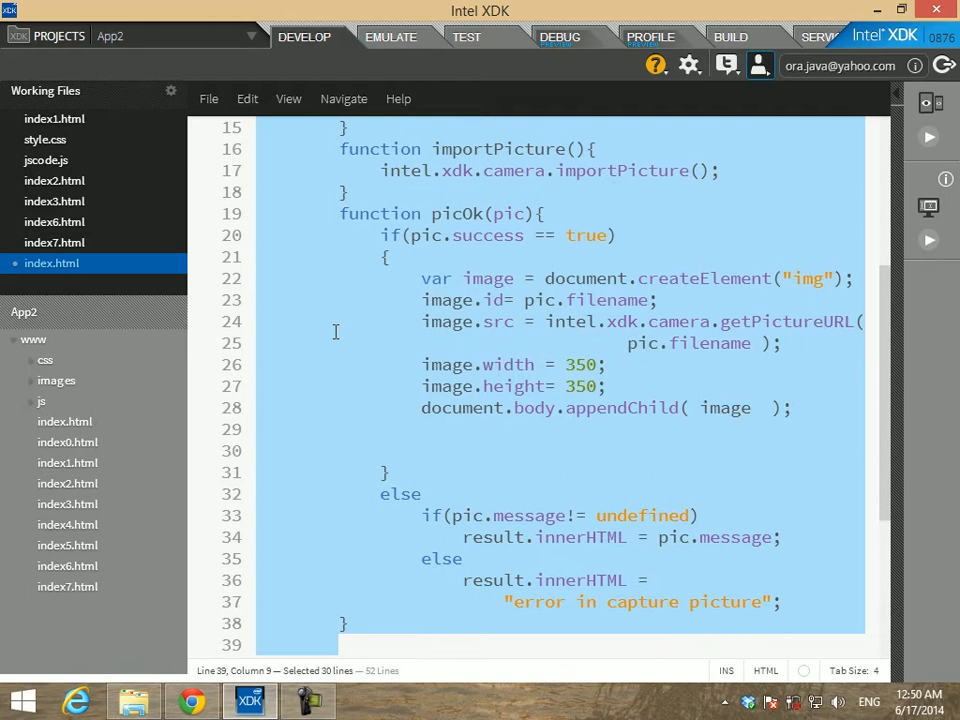 Intel XDK
PROJECTS App2 DEVELOP EMULATE TEST DEBUG PREVIEW PROFILE PREVIEW BUILD SERV Intel XDK 0876
ora.java@yahoo.com
Working Files
index1.html
style.css
jscode.js
index2.html
index3.html
index6.html
index7.html
index.html
App2
www
css
images
js
index.html
index0.html
index1.html
index2.html
index3.html
index4.html
index5.html
index6.html
index7.html
File Edit View Navigate Help
15 }
16 function importPicture(){
17 intel.xdk.camera.importPicture();
18 }
19 function picOk(pic){
20 if(pic.success == true)
21 {
22 var image = document.createElement("img");
23 image.id= pic.filename;
24 image.src = intel.xdk.camera.getPictureURL(
25 pic.filename );
26 image.width = 350;
27 image.height= 350;
28 document.body.appendChild( image );
29
30
31 }
32 else
33 if(pic.message!= undefined)
34 result.innerHTML = pic.message;
35 else
36 result.innerHTML =
37 "error in capture picture";
38 }
39
Line 39, Column 9 — Selected 30 lines — 52 Lines INS HTML Tab Size: 4
XDK ENG 12:50 AM
6/17/2014